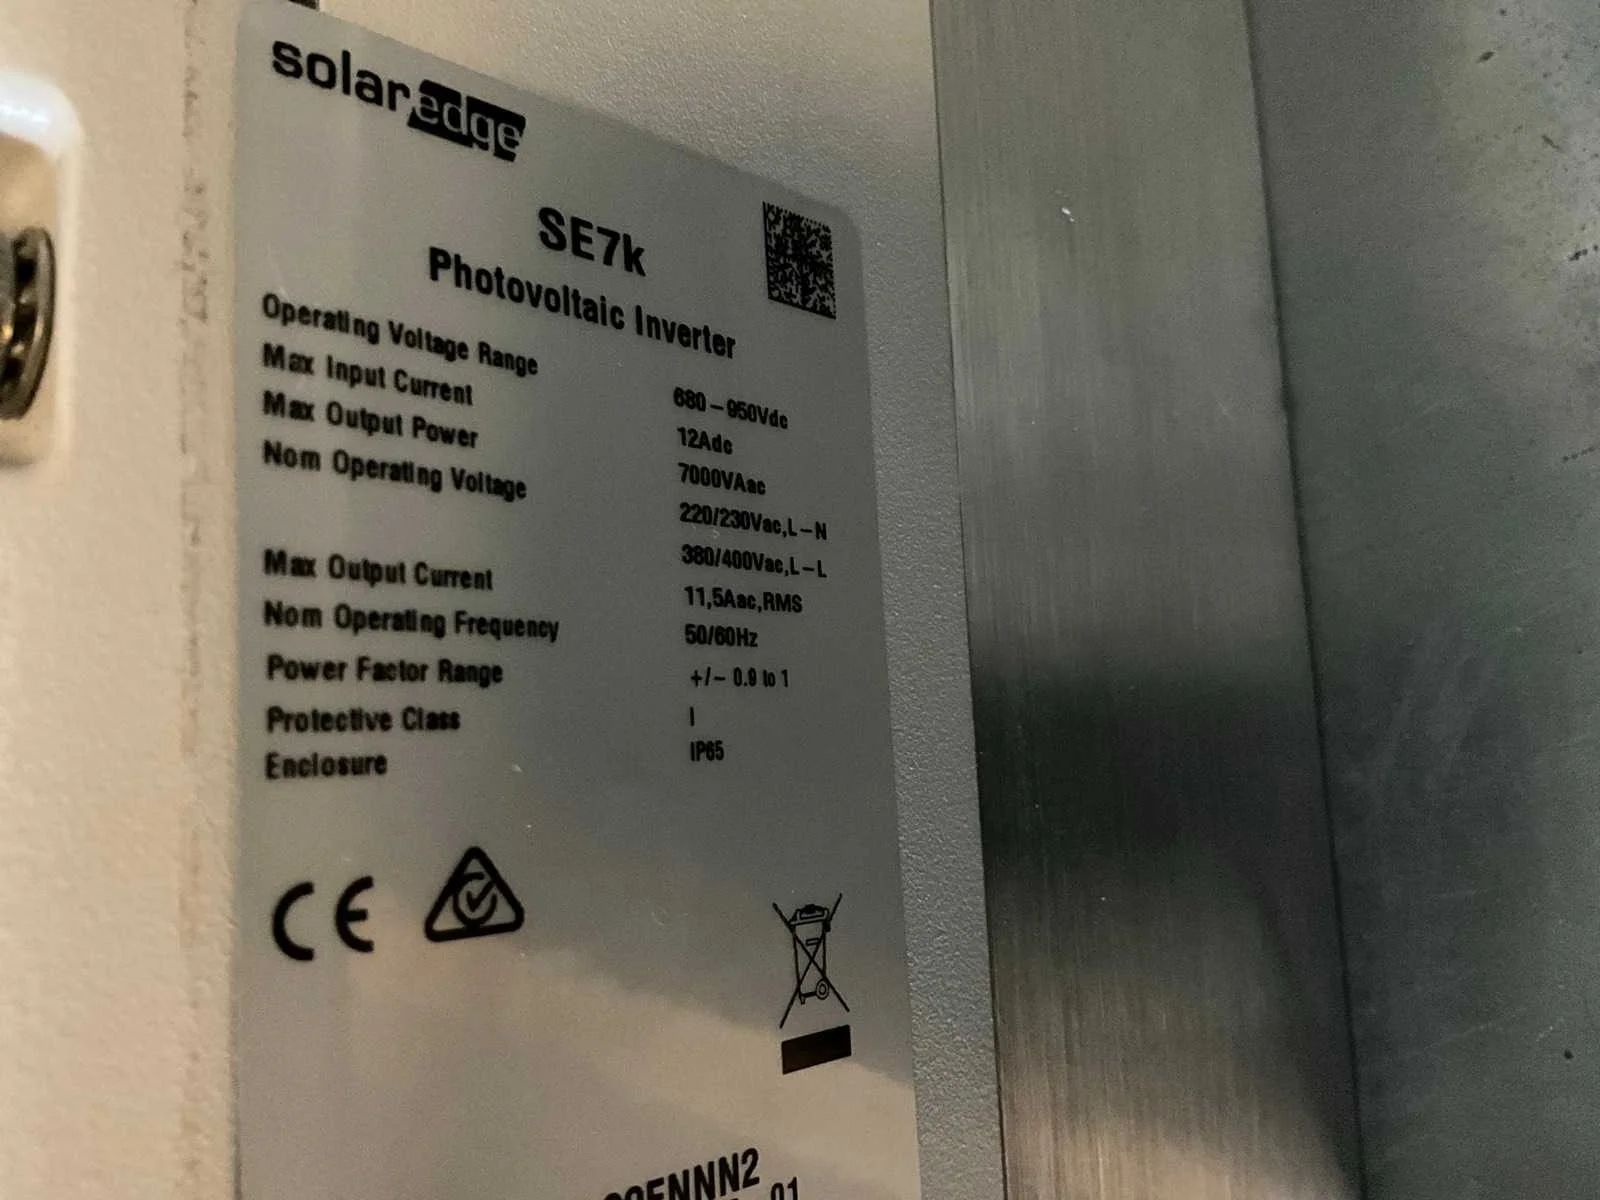 solaredge
SE7k
Photovoltaic Inverter
Operating Voltage Range 680-950Vdc
Max Input Current 12Adc
Max Output Power 7000VAac
Nom Operating Voltage 220/230Vac,L-N
380/400Vac,L-L
Max Output Current 11,5Aac,RMS
Nom Operating Frequency 50/60Hz
Power Factor Range +/- 0.9 to 1
Protective Class I
Enclosure IP65
CE